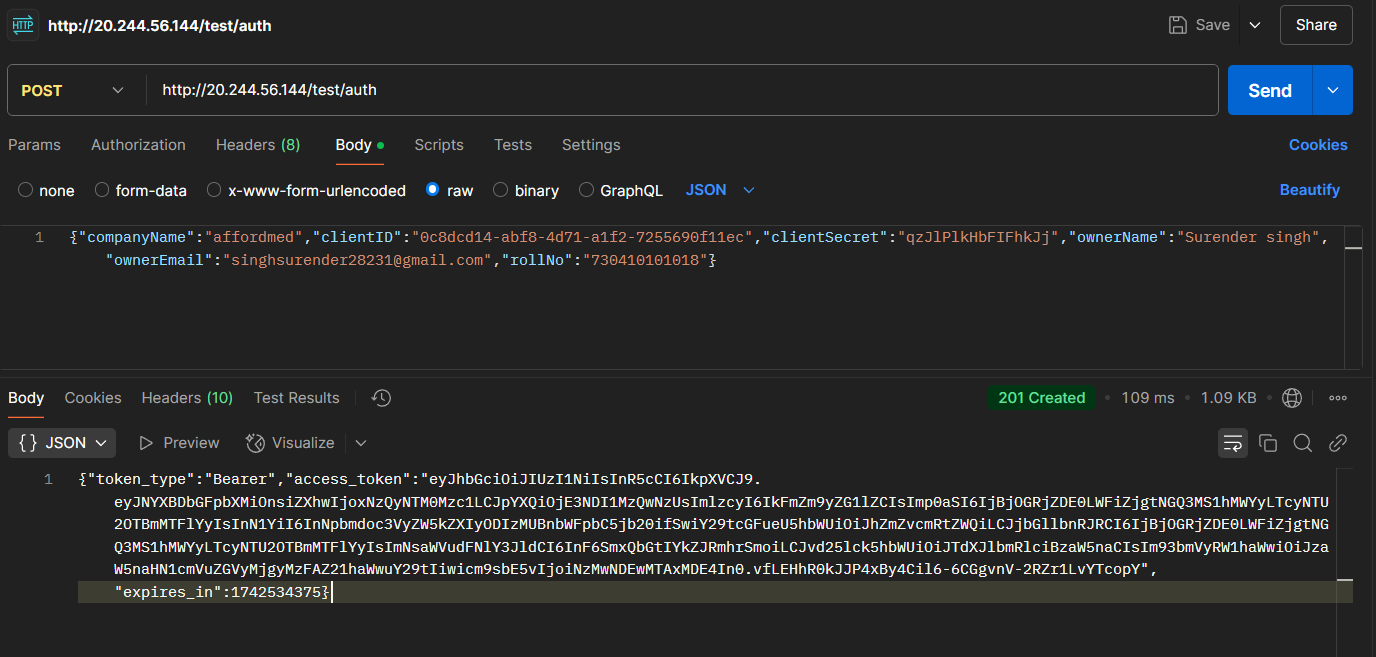 HTTP http://20.244.56.144/test/auth Save Share
POST http://20.244.56.144/test/auth Send
Params Authorization Headers (8) Body Scripts Tests Settings Cookies
none form-data x-www-form-urlencoded raw binary GraphQL JSON Beautify
1 {"companyName":"affordmed","clientID":"0c8dcd14-abf8-4d71-a1f2-7255690f11ec","clientSecret":"qzJlPlkHbFIFhkJj","ownerName":"Surender singh",
"ownerEmail":"singhsurender28231@gmail.com","rollNo":"730410101018"}
Body Cookies Headers (10) Test Results 201 Created 109 ms 1.09 KB
{} JSON Preview Visualize
1 {"token_type":"Bearer","access_token":"eyJhbGciOiJIUzI1NiIsInR5cCI6IkpXVCJ9.
eyJNYXBDbGFpbXMiOnsiZXhwIjoxNzQyNTM0Mzc1LCJpYXQiOjE3NDI1MzQwNzUsImlzcyI6IkFmZm9yZG1lZCIsImp0aSI6IjBjOGRjZDE0LWFiZjgtNGQ3MS1hMWYyLTcyNTU
2OTBmMTFlYyIsInN1YiI6InNpbmdoc3VyZW5kZXIyODIzMUBnbWFpbC5jb20ifSwiY29tcGFueU5hbWUiOiJhZmZvcmRtZWQiLCJjbGllbnRJRCI6IjBjOGRjZDE0LWFiZjgtNG
Q3MS1hMWYyLTcyNTU2OTBmMTFlYyIsImNsaWVudFNlY3JldCI6InF6SmxQbGtIYkZJRmhrSmoiLCJvd25lck5hbWUiOiJTdXJlbmRlciBzaW5naCIsIm93bmVyRW1haWwiOiJza
W5naHN1cmVuZGVyMjgyMzFAZ21haWwuY29tIiwicm9sbE5vIjoiNzMwNDEwMTAxMDE4In0.vfLEHhR0kJJP4xBy4Cil6-6CGgvnV-2RZr1LvYTcopY",
"expires_in":1742534375}